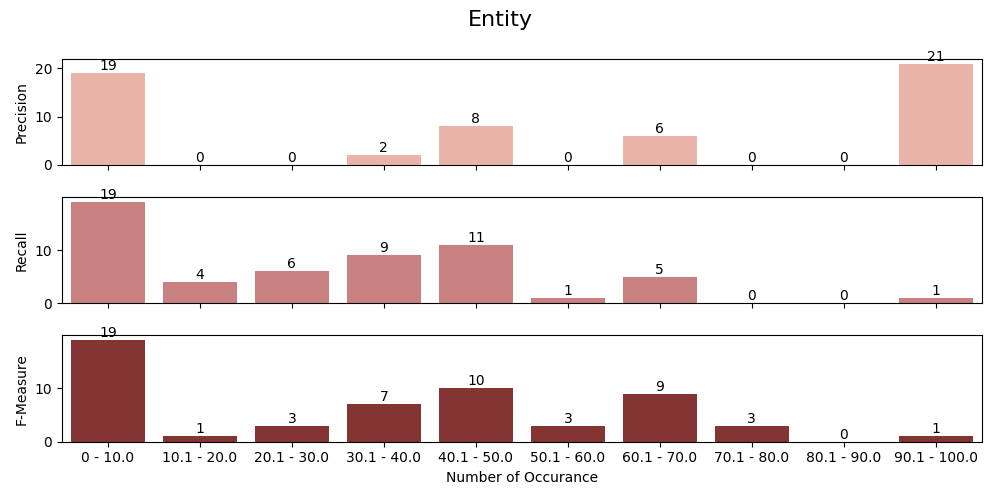 Entity
Precision
20
10
0
19 0 0 2 8 0 6 0 0 21
Recall
10
0
19 4 6 9 11 1 5 0 0 1
F-Measure
10
0
19 1 3 7 10 3 9 3 0 1
0 - 10.0 10.1 - 20.0 20.1 - 30.0 30.1 - 40.0 40.1 - 50.0 50.1 - 60.0 60.1 - 70.0 70.1 - 80.0 80.1 - 90.0 90.1 - 100.0
Number of Occurance